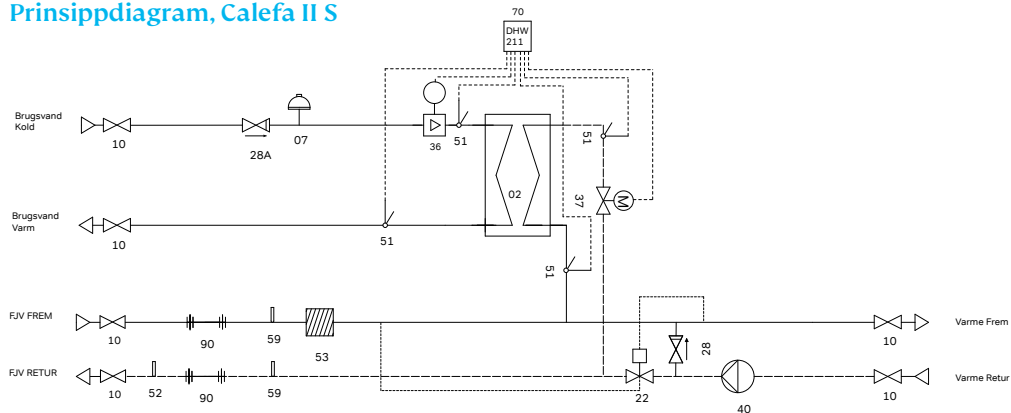 Prinsippdiagram, Calefa II S
70
DHW
211
Brugsvand
Kold
10
28A
07
36
51
51
02
37
M
Brugsvand
Varm
10
51
51
FJV FREM
10
90
59
53
28
10
Varme Frem
FJV RETUR
10
52
90
59
22
40
10
Varme Retur